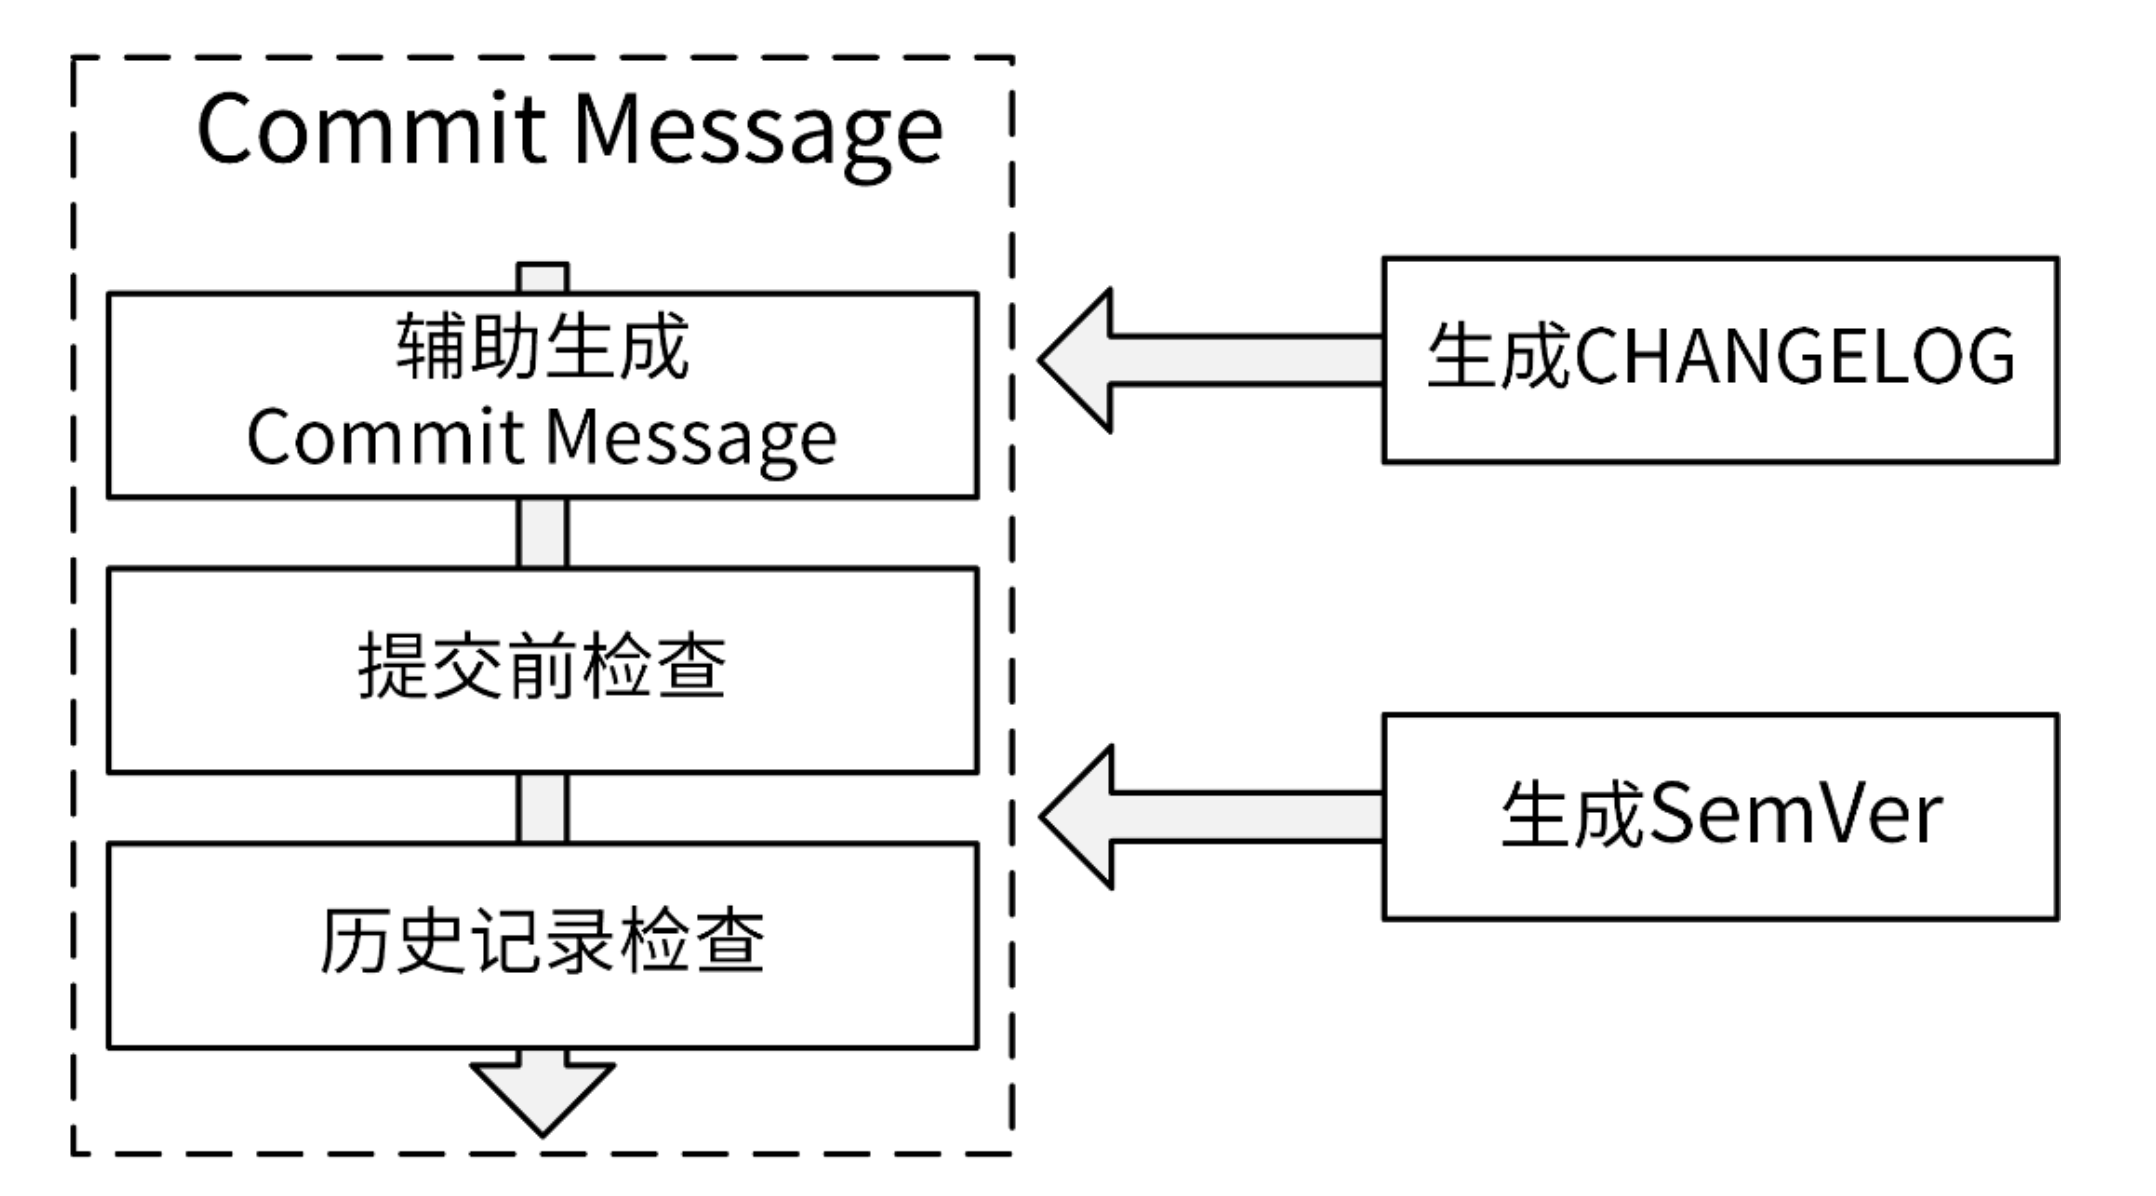 Commit Message
辅助生成
Commit Message
提交前检查
历史记录检查
生成CHANGELOG
生成SemVer